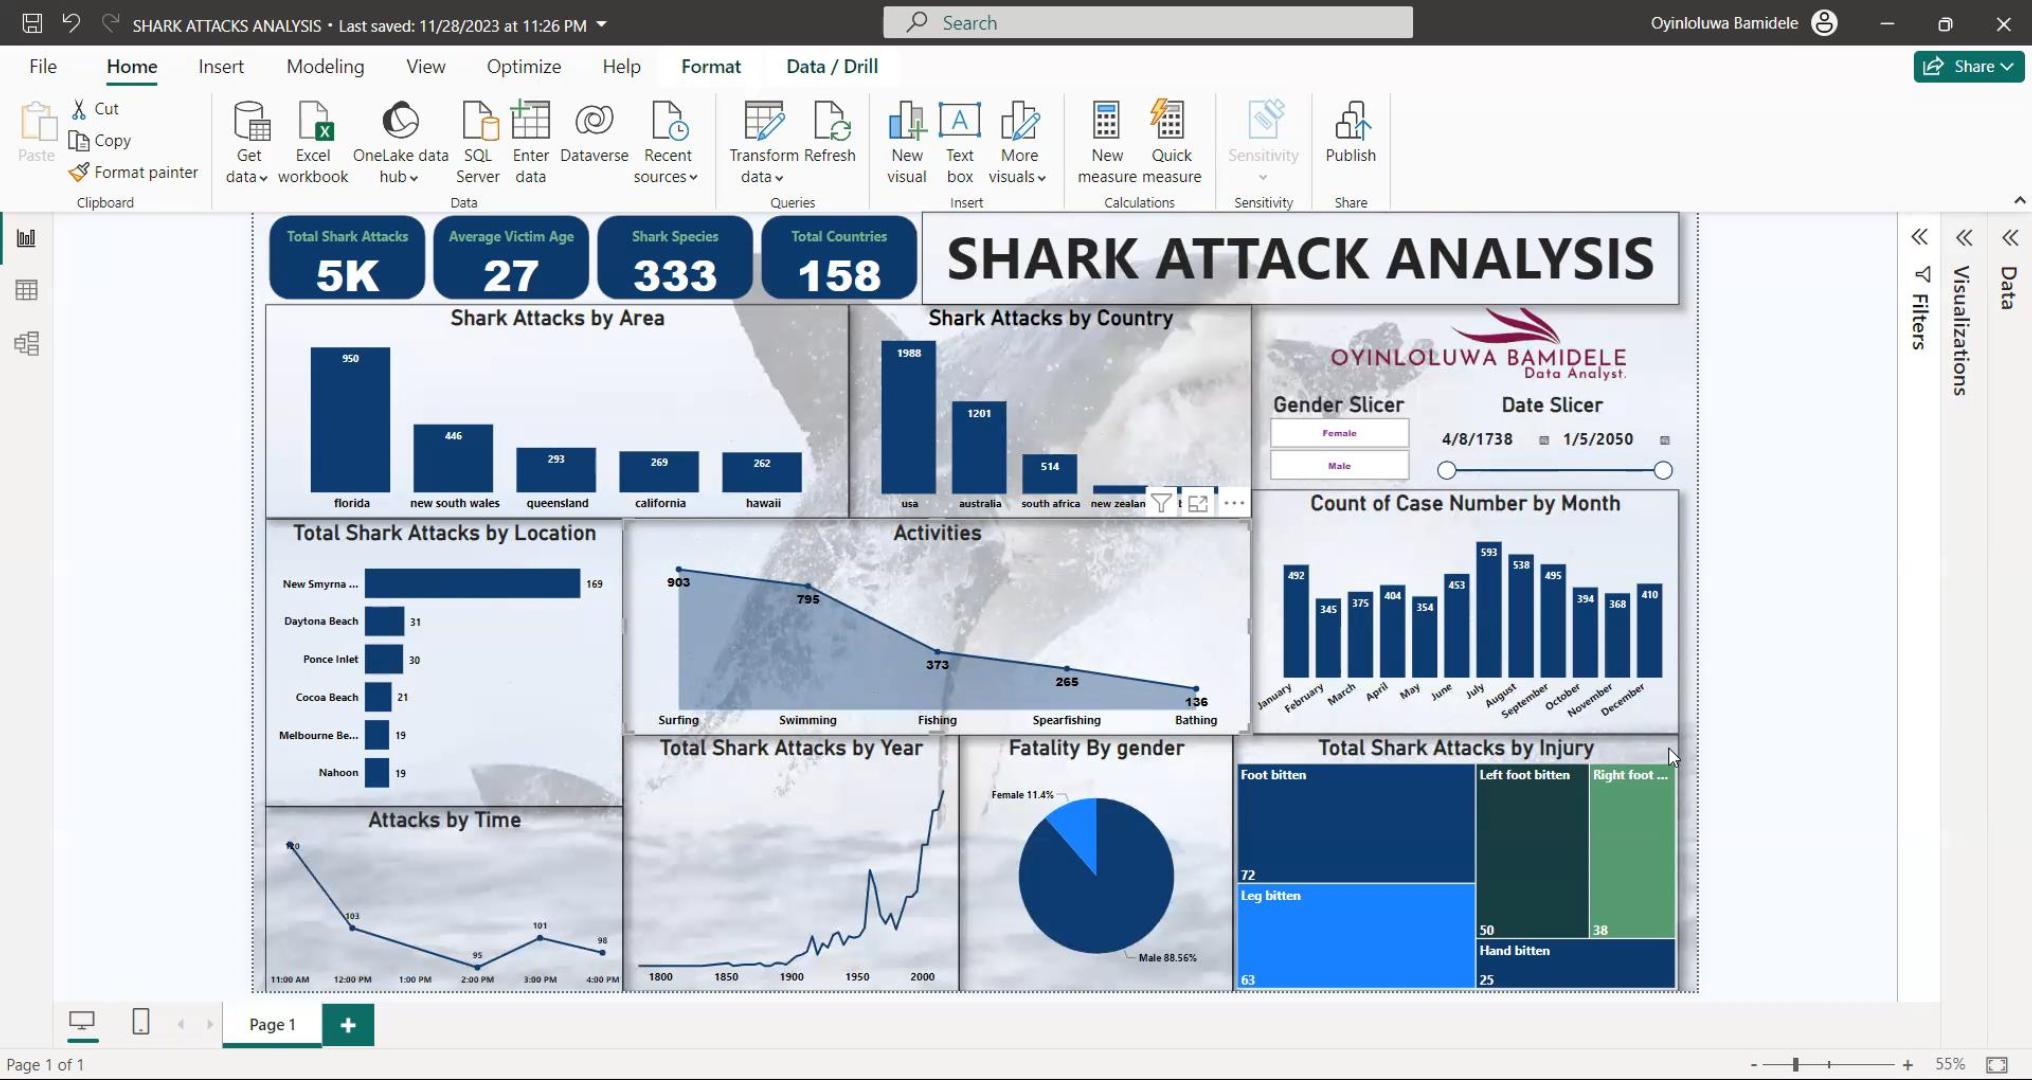 SHARK ATTACKS ANALYSIS • Last saved: 11/28/2023 at 11:26 PM
Search
Oyinloluwa Bamidele
File Home Insert Modeling View Optimize Help Format Data / Drill
Share
Paste
Cut
Copy
Format painter
Clipboard
Get data
Excel workbook
OneLake data hub
SQL Server
Enter data
Dataverse
Recent sources
Data
Transform data
Refresh
Queries
New visual
Text box
More visuals
Insert
New measure
Quick measure
Calculations
Sensitivity
Sensitivity
Publish
Share
Total Shark Attacks
5K
Average Victim Age
27
Shark Species
333
Total Countries
158
SHARK ATTACK ANALYSIS
Filters
Visualizations
Data
Shark Attacks by Area
950
446
293
269
262
florida new south wales queensland california hawaii
Shark Attacks by Country
1988
1201
514
usa australia south africa new zealan
OYINLOLUWA BAMIDELE
Data Analyst.
Gender Slicer
Female
Male
Date Slicer
4/8/1738 1/5/2050
Total Shark Attacks by Location
New Smyrna ... 169
Daytona Beach 31
Ponce Inlet 30
Cocoa Beach 21
Melbourne Be... 19
Nahoon 19
Activities
903
795
373
265
136
Surfing Swimming Fishing Spearfishing Bathing
Count of Case Number by Month
492 345 375 404 354 453 593 538 495 394 368 410
January February March April May June July August September October November December
Attacks by Time
120
103
95
101
98
11:00 AM 12:00 PM 1:00 PM 2:00 PM 3:00 PM 4:00 PM
Total Shark Attacks by Year
1800 1850 1900 1950 2000
Fatality By gender
Female 11.4%
Male 88.56%
Total Shark Attacks by Injury
Foot bitten
72
Leg bitten
63
Left foot bitten
50
Right foot ...
38
Hand bitten
25
Page 1
Page 1 of 1
55%